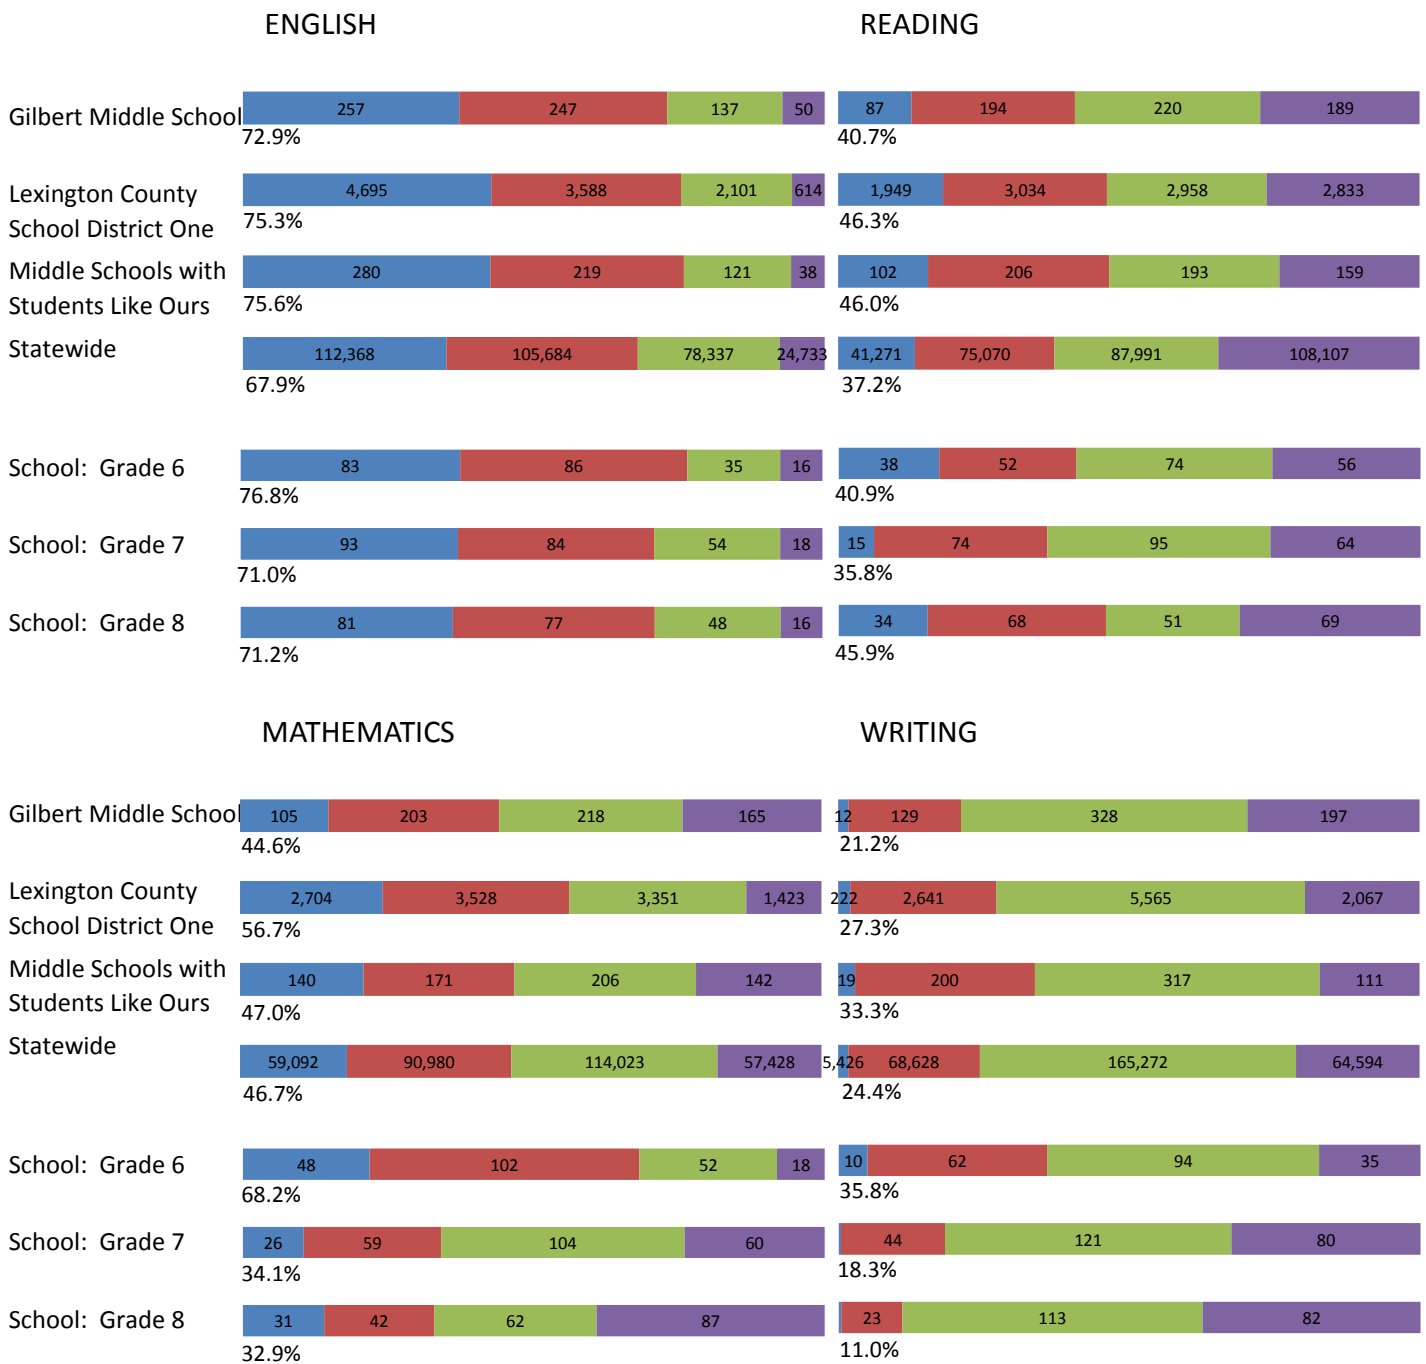 ENGLISH READING
Gilbert Middle School 257 247 137 50 87 194 220 189
72.9% 40.7%
Lexington County 4,695 3,588 2,101 614 1,949 3,034 2,958 2,833
School District One 75.3% 46.3%
Middle Schools with 280 219 121 38 102 206 193 159
Students Like Ours 75.6% 46.0%
Statewide 112,368 105,684 78,337 24,733 41,271 75,070 87,991 108,107
67.9% 37.2%
School: Grade 6 83 86 35 16 38 52 74 56
76.8% 40.9%
School: Grade 7 93 84 54 18 15 74 95 64
71.0% 35.8%
School: Grade 8 81 77 48 16 34 68 51 69
71.2% 45.9%
MATHEMATICS WRITING
Gilbert Middle School 105 203 218 165 12 129 328 197
44.6% 21.2%
Lexington County 2,704 3,528 3,351 1,423 222 2,641 5,565 2,067
School District One 56.7% 27.3%
Middle Schools with 140 171 206 142 19 200 317 111
Students Like Ours 47.0% 33.3%
Statewide 59,092 90,980 114,023 57,428 5,426 68,628 165,272 64,594
46.7% 24.4%
School: Grade 6 48 102 52 18 10 62 94 35
68.2% 35.8%
School: Grade 7 26 59 104 60 44 121 80
34.1% 18.3%
School: Grade 8 31 42 62 87 23 113 82
32.9% 11.0%